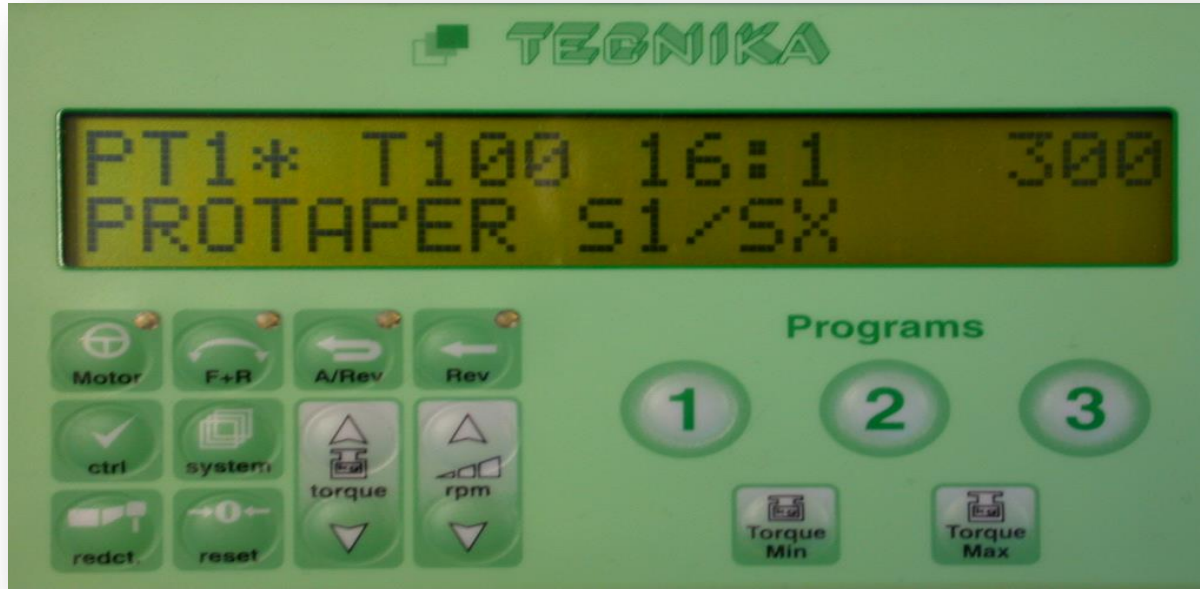 TECNIKA
PT1* T100 16:1 300
PROTAPER S1/SX
Programs
Motor F+R A/Rev Rev
1 2 3
ctrl system torque rpm
redct. reset
Torque Min
Torque Max